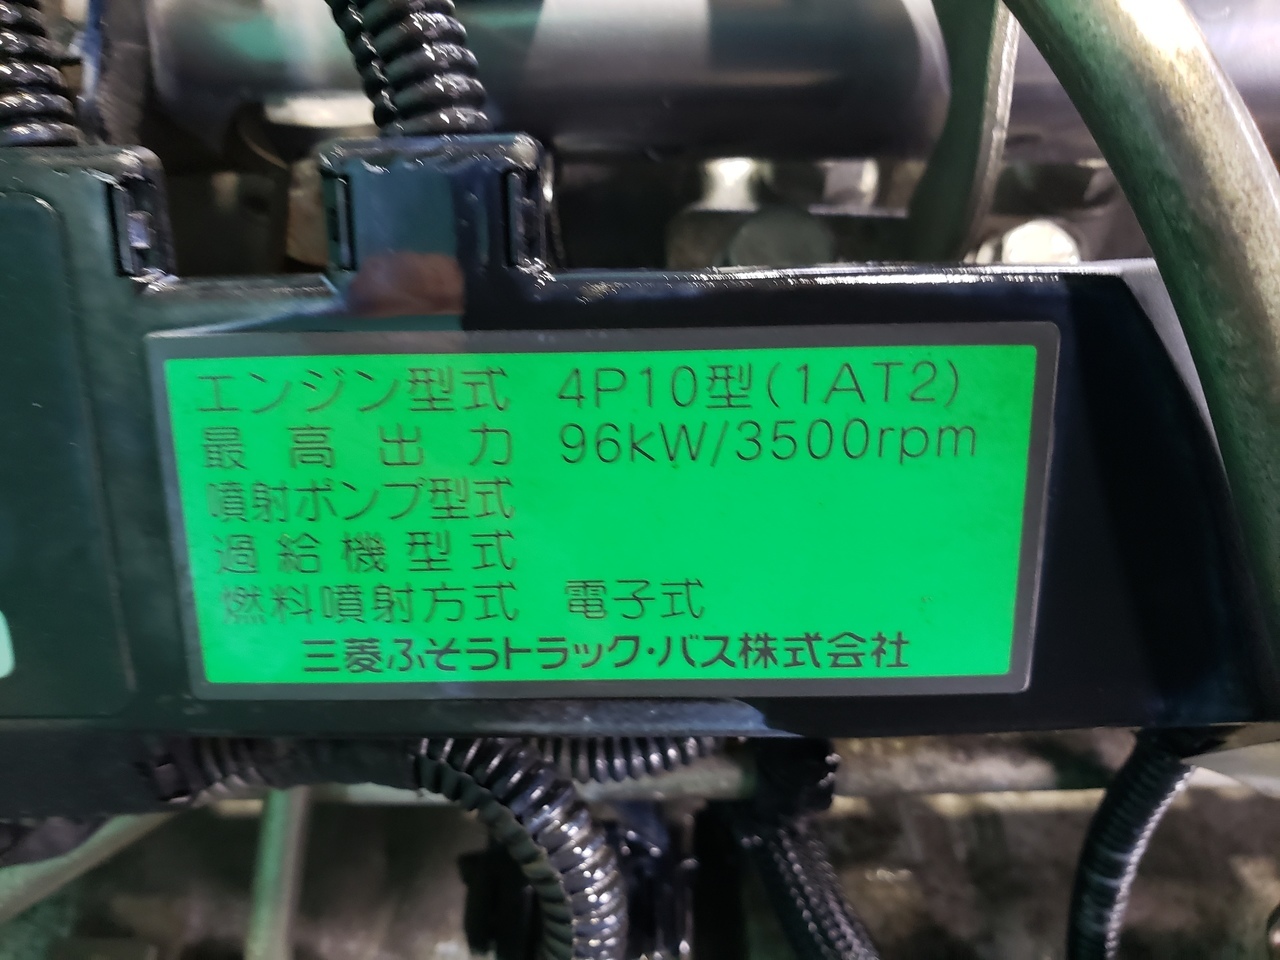 エンジン型式 4P10型(1AT2)
最高出力 96kW/3500rpm
噴射ポンプ型式
過給機型式
燃料噴射方式 電子式
三菱ふそうトラック・バス株式会社